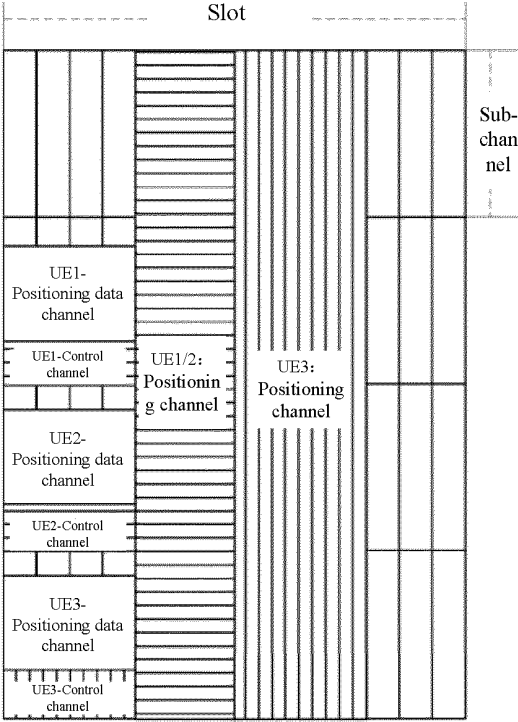 Slot
Sub-
chan
nel
UE1-
Positioning data
channel
UE1-Control
channel
UE1/2:
Positionin
g channel
UE3:
Positioning
channel
UE2-
Positioning data
channel
UE2-Control
channel
UE3-
Positioning data
channel
UE3-Control
channel